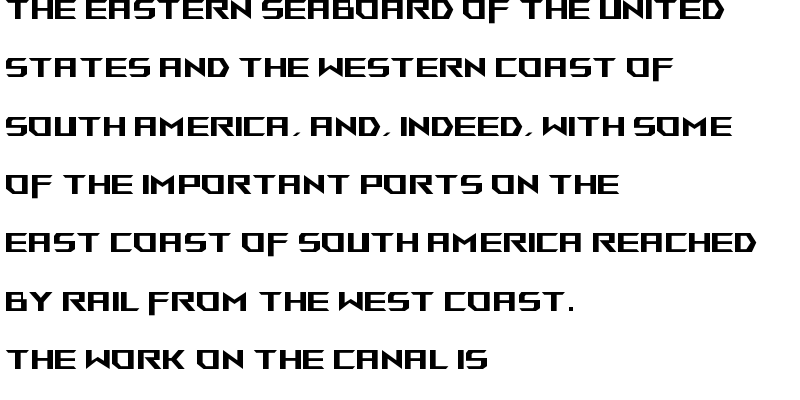 THE EASTERN SEABOARD OF THE UNITED
STATES AND THE WESTERN COAST OF
SOUTH AMERICA, AND, INDEED, WITH SOME
OF THE IMPORTANT PORTS ON THE
EAST COAST OF SOUTH AMERICA REACHED
BY RAIL FROM THE WEST COAST.
THE WORK ON THE CANAL IS